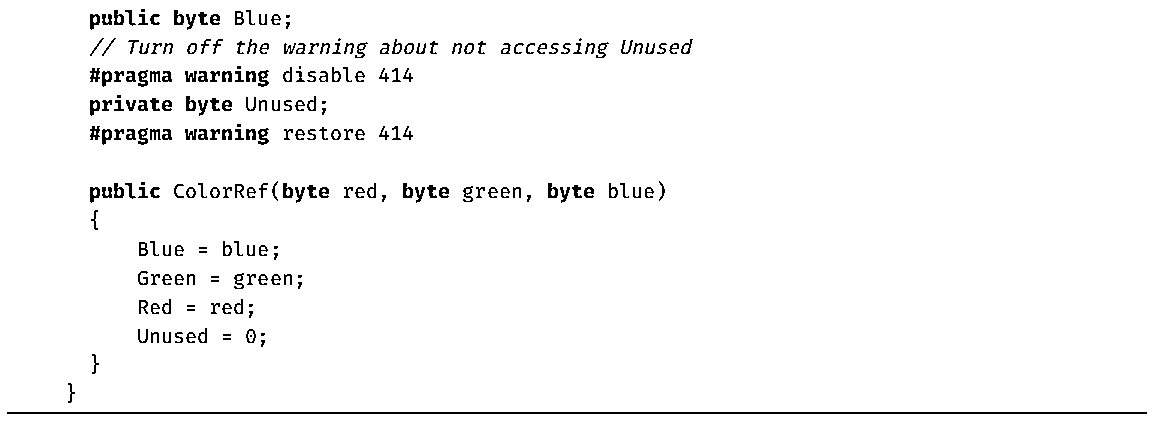 public byte Blue;
// Turn off the warning about not accessing Unused
#pragma warning disable 414
private byte Unused;
#pragma warning restore 414

public ColorRef(byte red, byte green, byte blue)
{
    Blue = blue;
    Green = green;
    Red = red;
    Unused = 0;
}
}